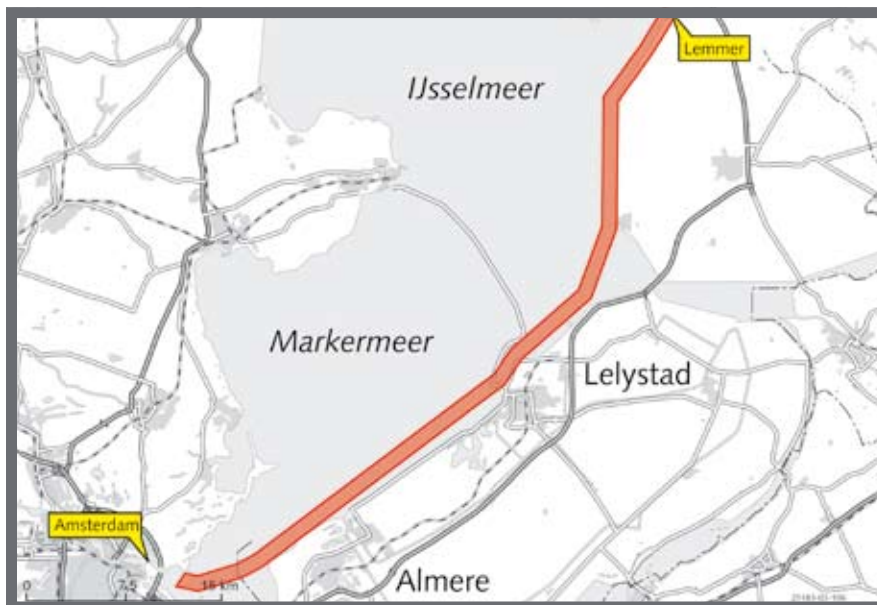 Lemmer
IJsselmeer
Markermeer
Lelystad
Amsterdam
Almere
0 7,5 15 km